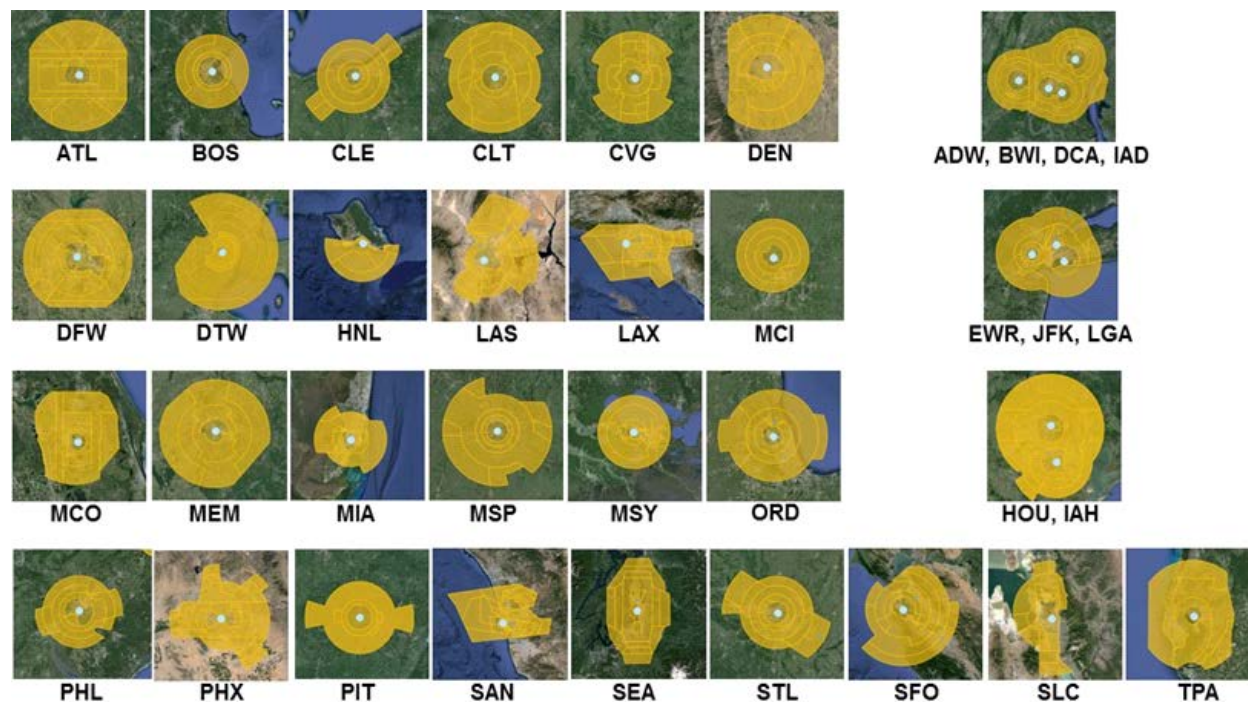 ATL BOS CLE CLT CVG DEN ADW, BWI, DCA, IAD
DFW DTW HNL LAS LAX MCI EWR, JFK, LGA
MCO MEM MIA MSP MSY ORD HOU, IAH
PHL PHX PIT SAN SEA STL SFO SLC TPA